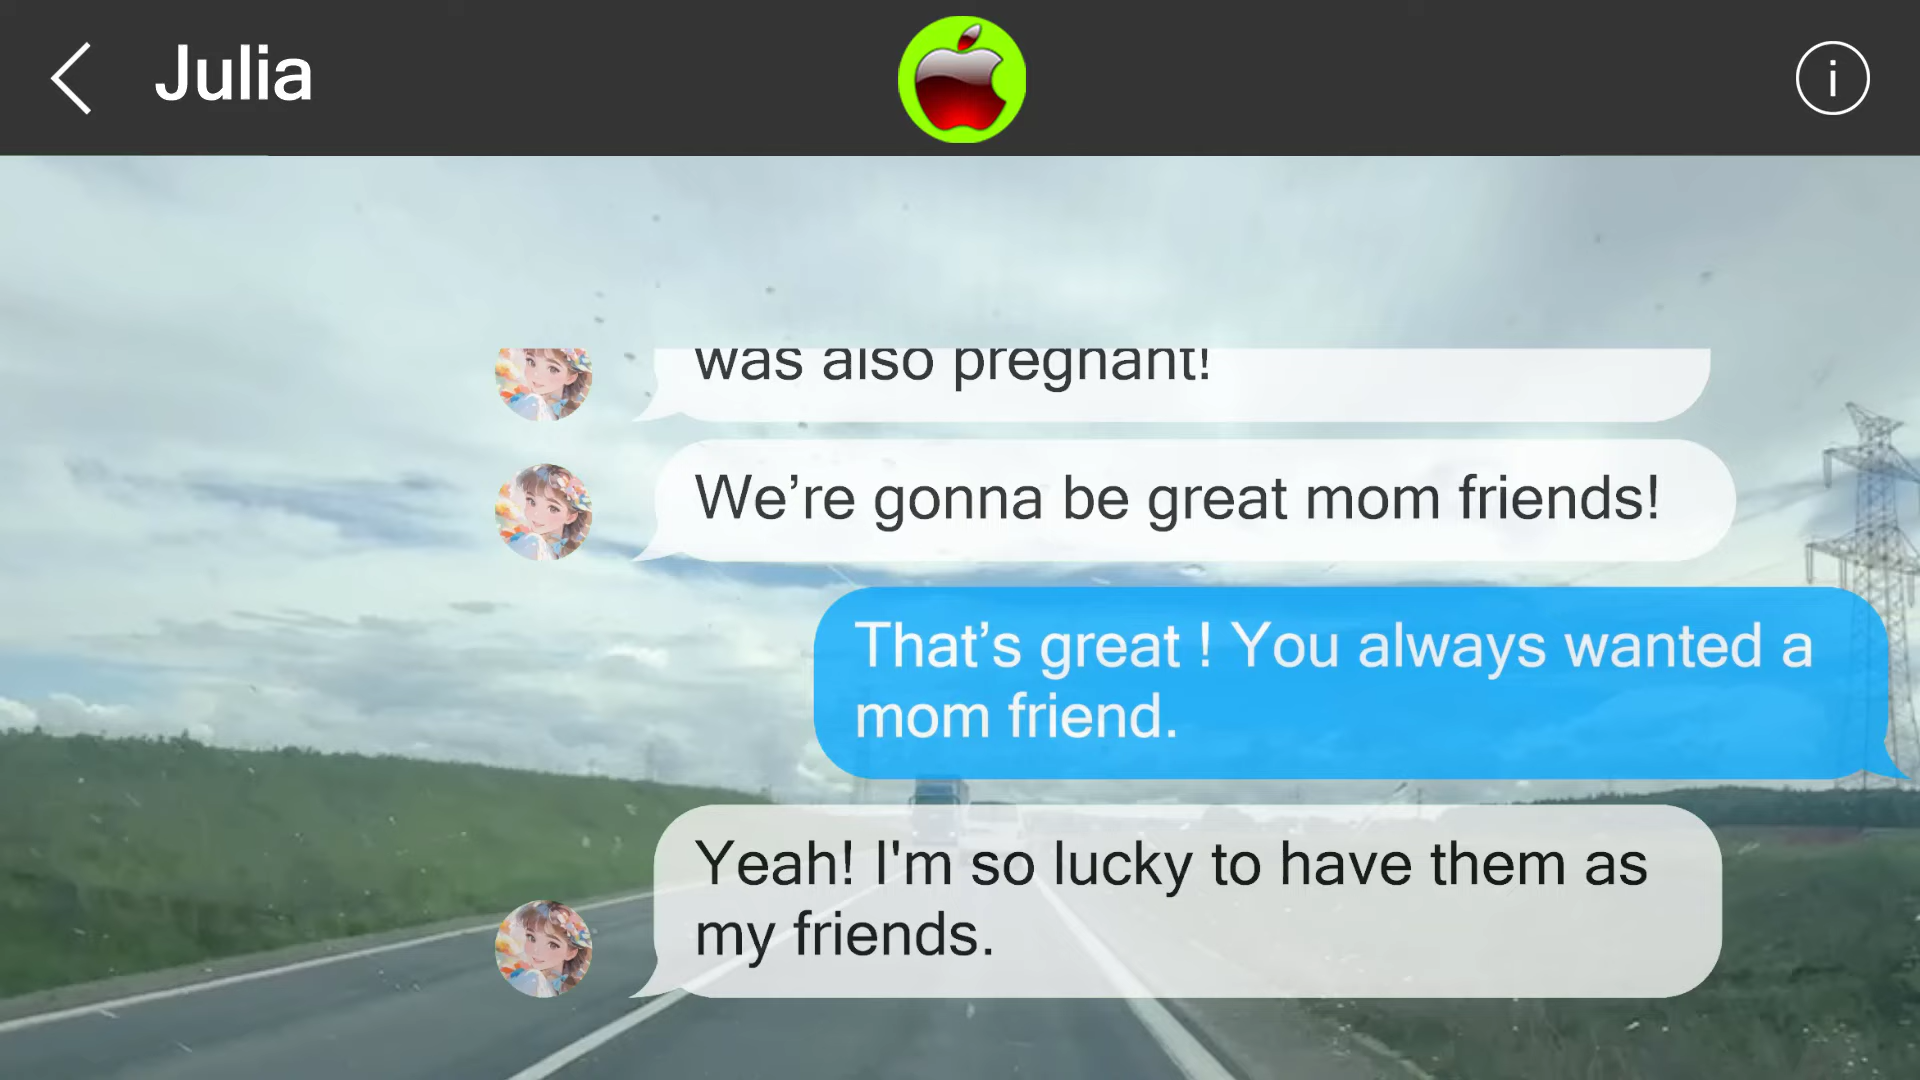 Julia
i
was also pregnant!
We’re gonna be great mom friends!
That’s great ! You always wanted a
mom friend.
Yeah! I'm so lucky to have them as
my friends.